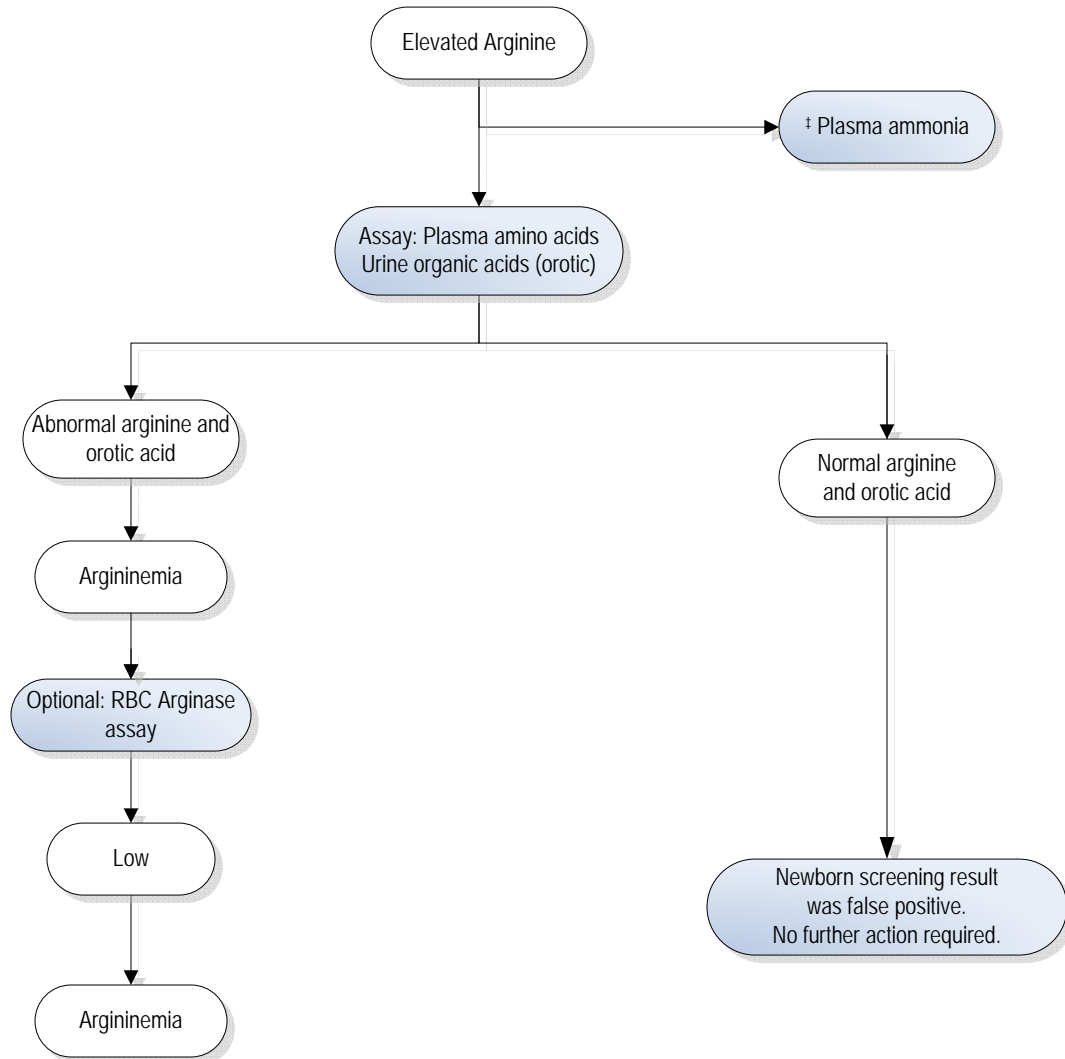 Elevated Arginine
‡ Plasma ammonia
Assay: Plasma amino acids
Urine organic acids (orotic)
Abnormal arginine and
orotic acid
Normal arginine
and orotic acid
Argininemia
Optional: RBC Arginase
assay
Low
Newborn screening result
was false positive.
No further action required.
Argininemia